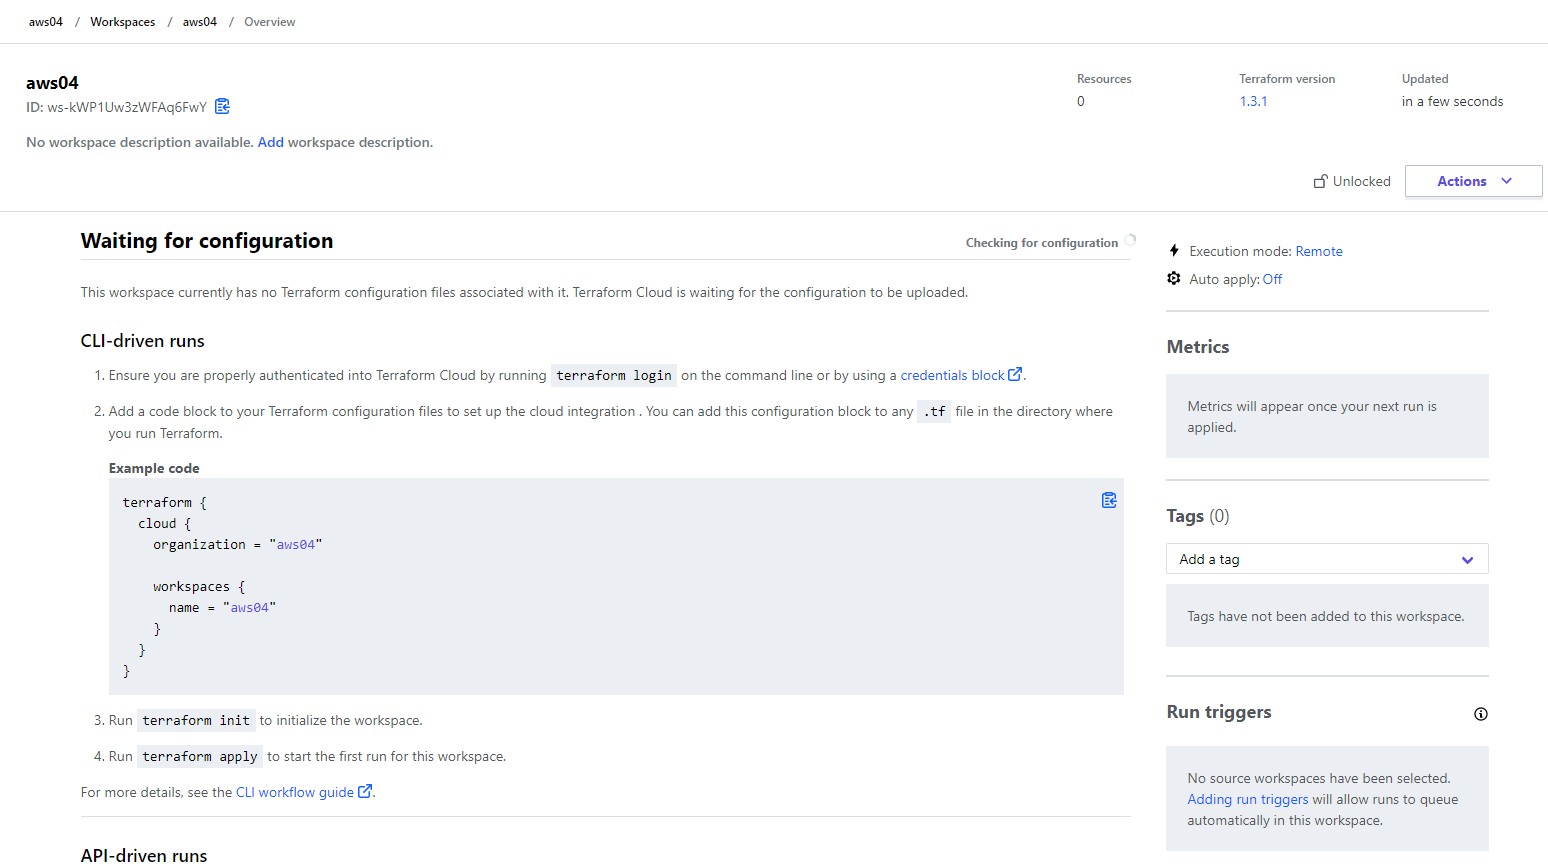 aws04 / Workspaces / aws04 / Overview
aws04
ID: ws-kWP1Uw3zWFAq6FwY
No workspace description available. Add workspace description.
Resources
0
Terraform version
1.3.1
Updated
in a few seconds
Unlocked
Actions
Waiting for configuration
Checking for configuration
This workspace currently has no Terraform configuration files associated with it. Terraform Cloud is waiting for the configuration to be uploaded.
CLI-driven runs
1. Ensure you are properly authenticated into Terraform Cloud by running terraform login on the command line or by using a credentials block.
2. Add a code block to your Terraform configuration files to set up the cloud integration . You can add this configuration block to any .tf file in the directory where
you run Terraform.
Example code
terraform {
  cloud {
    organization = "aws04"

    workspaces {
      name = "aws04"
    }
  }
}
3. Run terraform init to initialize the workspace.
4. Run terraform apply to start the first run for this workspace.
For more details, see the CLI workflow guide.
API-driven runs
Execution mode: Remote
Auto apply: Off
Metrics
Metrics will appear once your next run is
applied.
Tags (0)
Add a tag
Tags have not been added to this workspace.
Run triggers
No source workspaces have been selected.
Adding run triggers will allow runs to queue
automatically in this workspace.